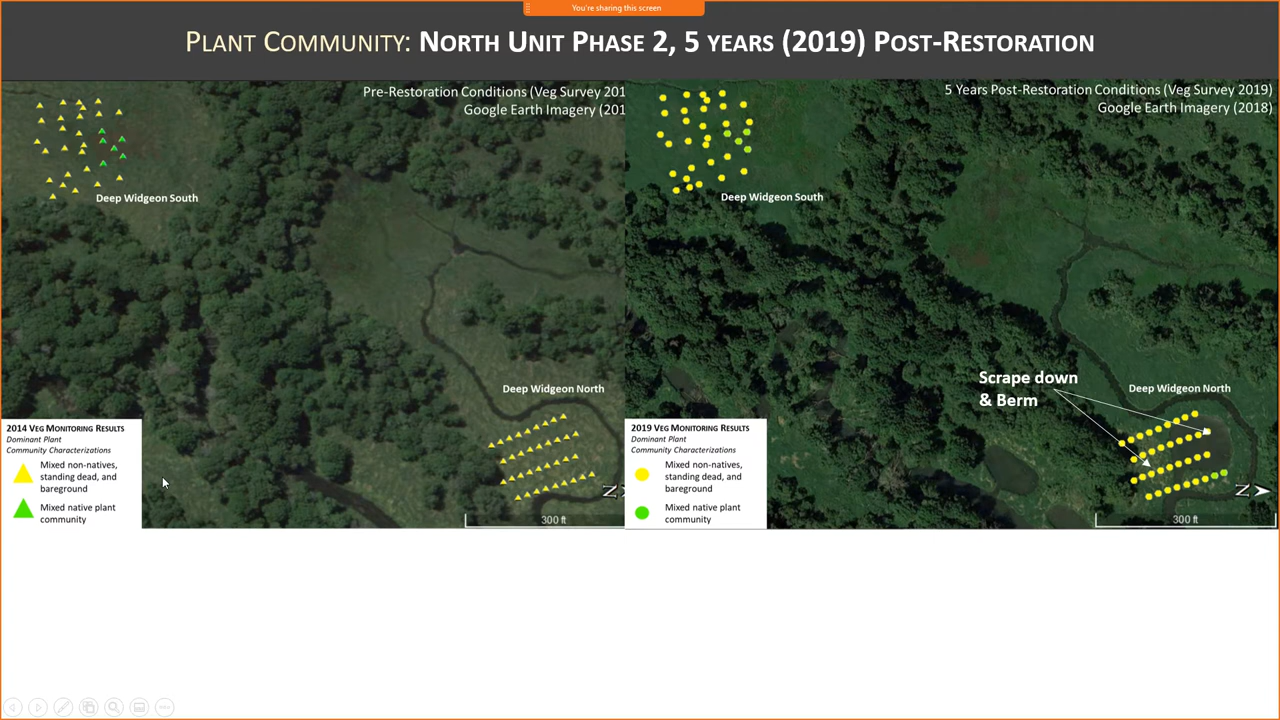 You're sharing this screen
Plant Community: North Unit Phase 2, 5 years (2019) Post-Restoration
Pre-Restoration Conditions (Veg Survey 201
Google Earth Imagery (201
Deep Widgeon South
Deep Widgeon North
2014 Veg Monitoring Results
Dominant Plant
Community Characterizations
Mixed non-natives,
standing dead, and
bareground
Mixed native plant
community
300 ft
N
5 Years Post-Restoration Conditions (Veg Survey 2019)
Google Earth Imagery (2018)
Deep Widgeon South
Scrape down
& Berm
Deep Widgeon North
2019 Veg Monitoring Results
Dominant Plant
Community Characterizations
Mixed non-natives,
standing dead, and
bareground
Mixed native plant
community
300 ft
N